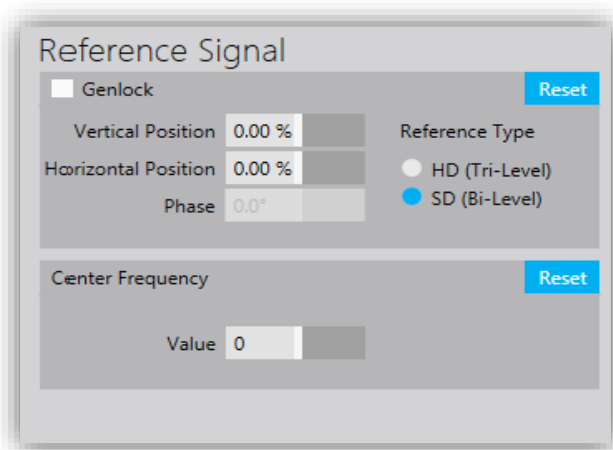 Reference Signal
Genlock Reset
Vertical Position 0.00 % Reference Type
Horizontal Position 0.00 % HD (Tri-Level)
Phase 0.0° SD (Bi-Level)
Center Frequency Reset
Value 0